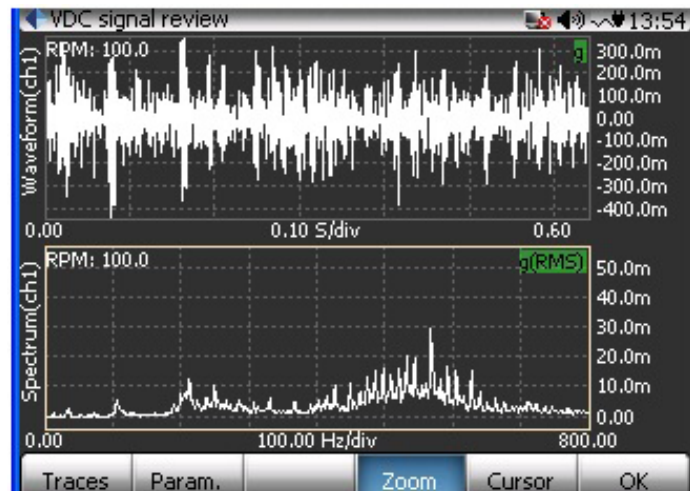 VDC signal review 13:54
Waveform(ch1)
RPM: 100.0 g
300.0m
200.0m
100.0m
0.00
-100.0m
-200.0m
-300.0m
-400.0m
0.00 0.10 S/div 0.60
Spectrum(ch1)
RPM: 100.0 g(RMS)
50.0m
40.0m
30.0m
20.0m
10.0m
0.00
0.00 100.00 Hz/div 800.00
Traces Param. Zoom Cursor OK